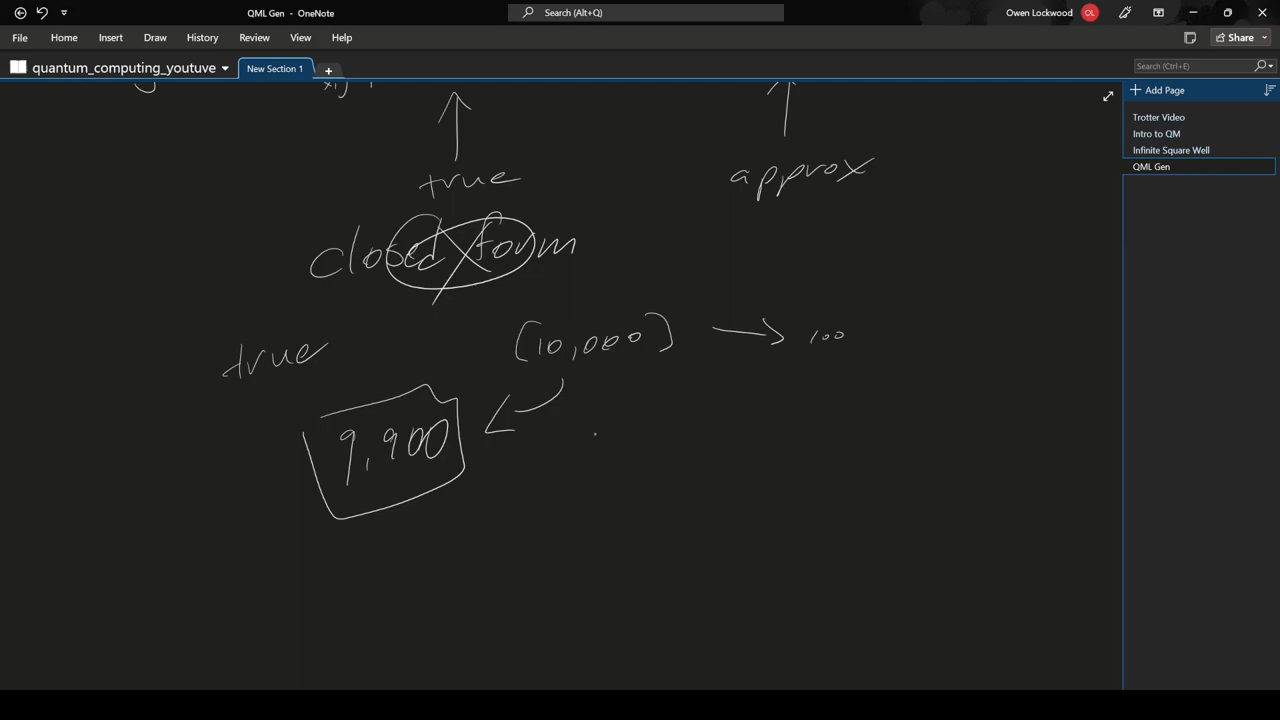 QML Gen - OneNote
Search (Alt+Q)
Owen Lockwood
OL
File Home Insert Draw History Review View Help
Share
quantum_computing_youtuve
New Section 1
Search (Ctrl+E)
Add Page
Trotter Video
Intro to QM
Infinite Square Well
QML Gen
true
approx
closed form
true
[10,000] → 100
9,900